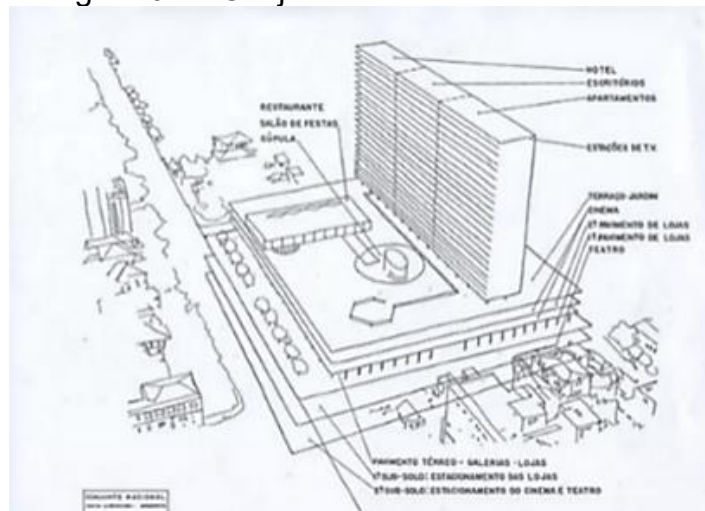 HOTEL
ESCRITÓRIOS
APARTAMENTOS
ESTAÇÕES DE T.V.
RESTAURANTE
SALÃO DE FESTAS
CÚPULA
TERRAÇO-JARDIM
CINEMA
2º PAVIMENTO DE LOJAS
1º PAVIMENTO DE LOJAS
TEATRO
PAVIMENTO TÉRREO - GALERIAS - LOJAS
1º SUB-SOLO: ESTACIONAMENTO DAS LOJAS
2º SUB-SOLO: ESTACIONAMENTO DO CINEMA E TEATRO
CONJUNTO NACIONAL